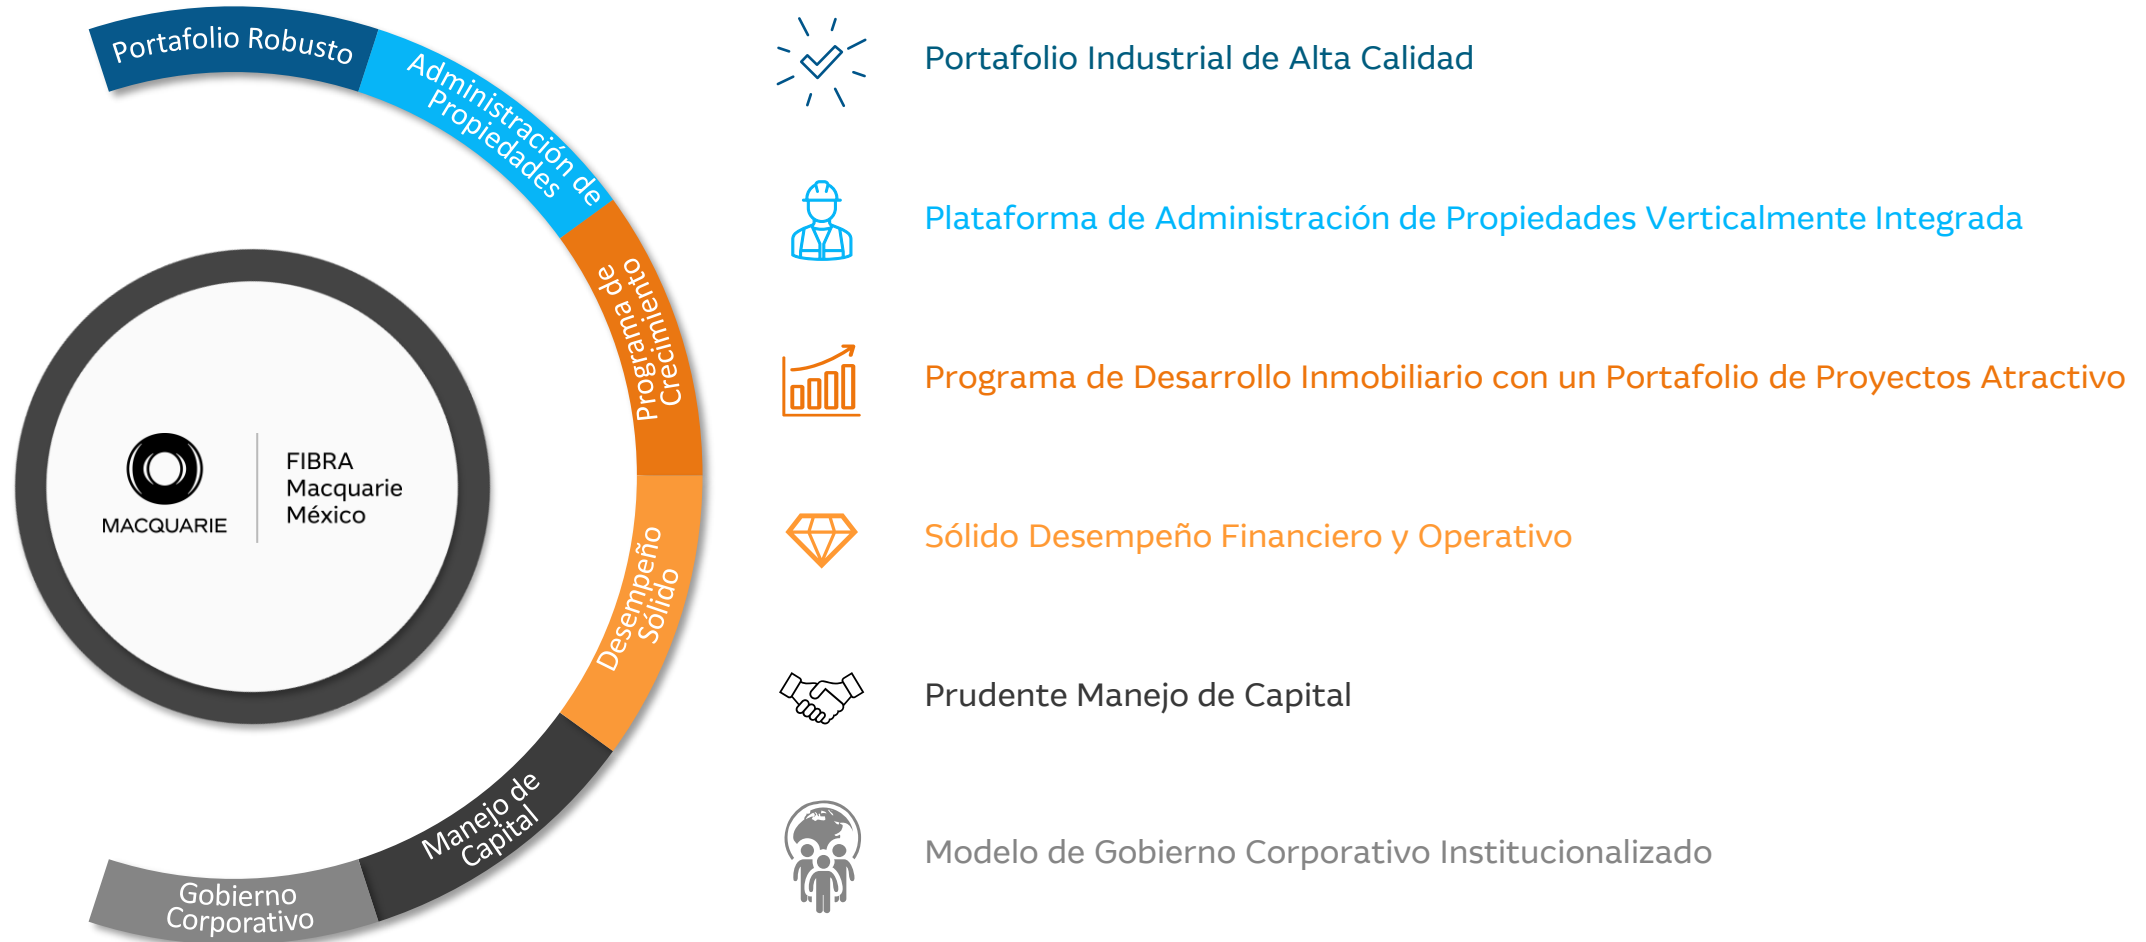 Portafolio Robusto
Administración de
Propiedades
Programa de
Crecimiento
Desempeño
Sólido
Manejo de
Capital
Gobierno
Corporativo
MACQUARIE
FIBRA
Macquarie
México
Portafolio Industrial de Alta Calidad
Plataforma de Administración de Propiedades Verticalmente Integrada
Programa de Desarrollo Inmobiliario con un Portafolio de Proyectos Atractivo
Sólido Desempeño Financiero y Operativo
Prudente Manejo de Capital
Modelo de Gobierno Corporativo Institucionalizado